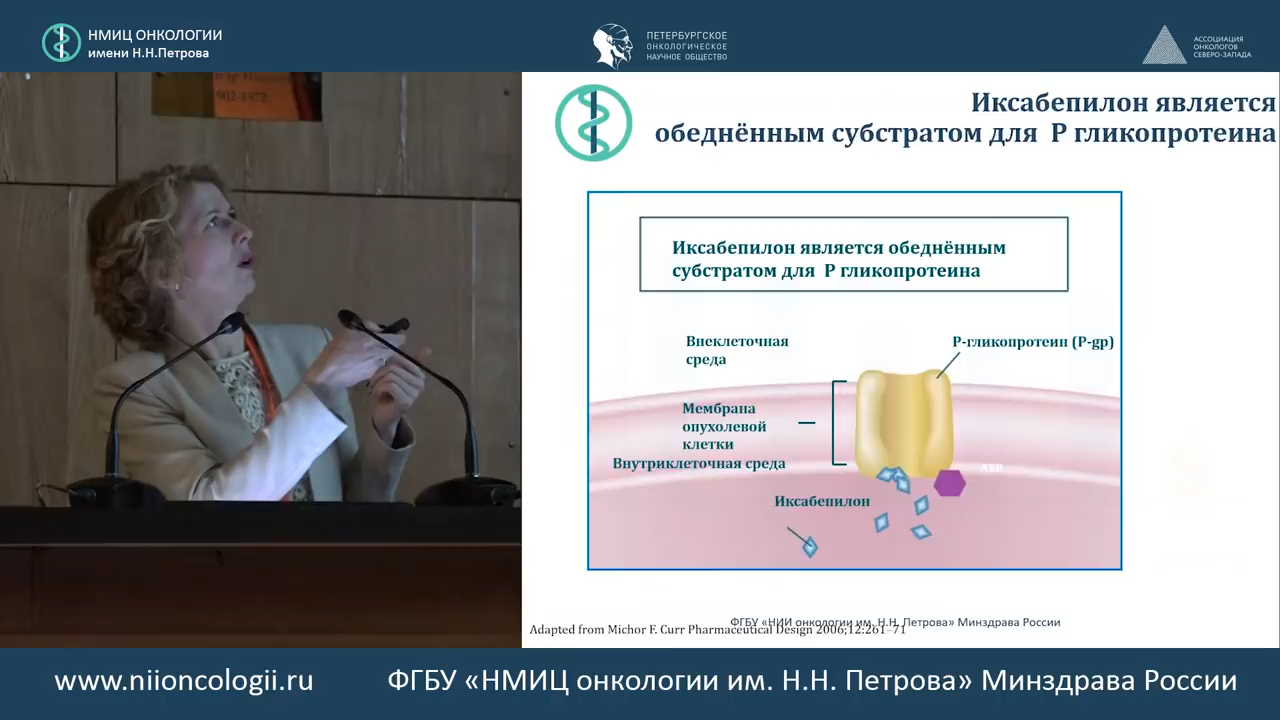 НМИЦ ОНКОЛОГИИ
имени Н.Н.Петрова
ПЕТЕРБУРГСКОЕ
ОНКОЛОГИЧЕСКОЕ
НАУЧНОЕ ОБЩЕСТВО
АССОЦИАЦИЯ
ОНКОЛОГОВ
СЕВЕРО-ЗАПАДА
902-1972
Иксабепилон является
обеднённым субстратом для P гликопротеина
Иксабепилон является обеднённым
субстратом для P гликопротеина
Внеклеточная
среда
P-гликопротеин (P-gp)
Мембрана
опухолевой
клетки
Внутриклеточная среда
ATP
Иксабепилон
ФГБУ «НИИ онкологии им. Н.Н. Петрова» Минздрава России
Adapted from Michor F. Curr Pharmaceutical Design 2006;12:261–71
www.niioncologii.ru
ФГБУ «НМИЦ онкологии им. Н.Н. Петрова» Минздрава России